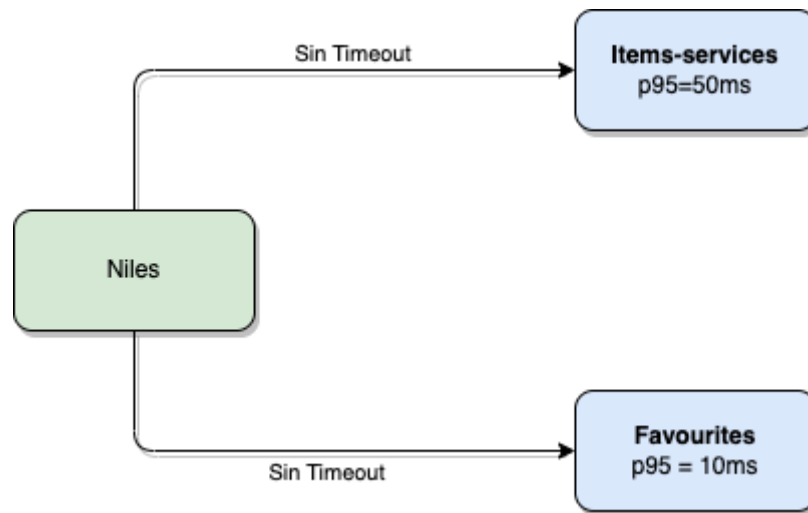 Sin Timeout
Items-services
p95=50ms
Niles
Favourites
p95 = 10ms
Sin Timeout